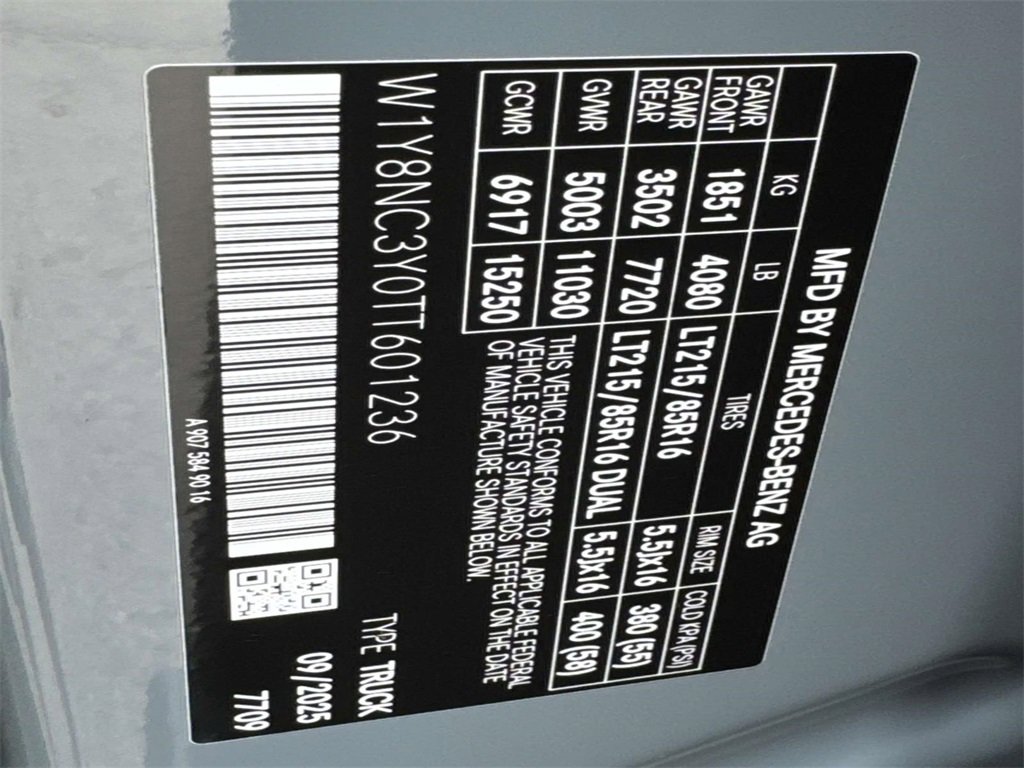 MFD BY MERCEDES-BENZ AG
KG LB TIRES RIM SIZE COLD KPA(PSI)
GAWR FRONT 1851 4080 LT215/85R16 5.5Jx16 380 (55)
GAWR REAR 3502 7720 LT215/85R16 DUAL 5.5Jx16 400 (58)
GVWR 5003 11030
GCWR 6917 15250
THIS VEHICLE CONFORMS TO ALL APPLICABLE FEDERAL
VEHICLE SAFETY STANDARDS IN EFFECT ON THE DATE
OF MANUFACTURE SHOWN BELOW.
W1Y8NC3Y0TT601236
TYPE TRUCK
09/2025
7709
A 907 584 90 16